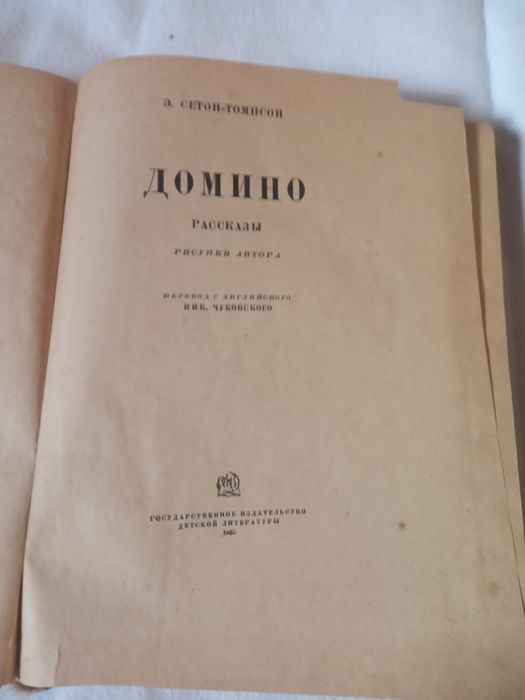 Э. СЕТОН-ТОМПСОН
ДОМИНО
РАССКАЗЫ
РИСУНКИ АВТОРА
ПЕРЕВОД С АНГЛИЙСКОГО
НИК. ЧУКОВСКОГО
ГОСУДАРСТВЕННОЕ ИЗДАТЕЛЬСТВО
ДЕТСКОЙ ЛИТЕРАТУРЫ